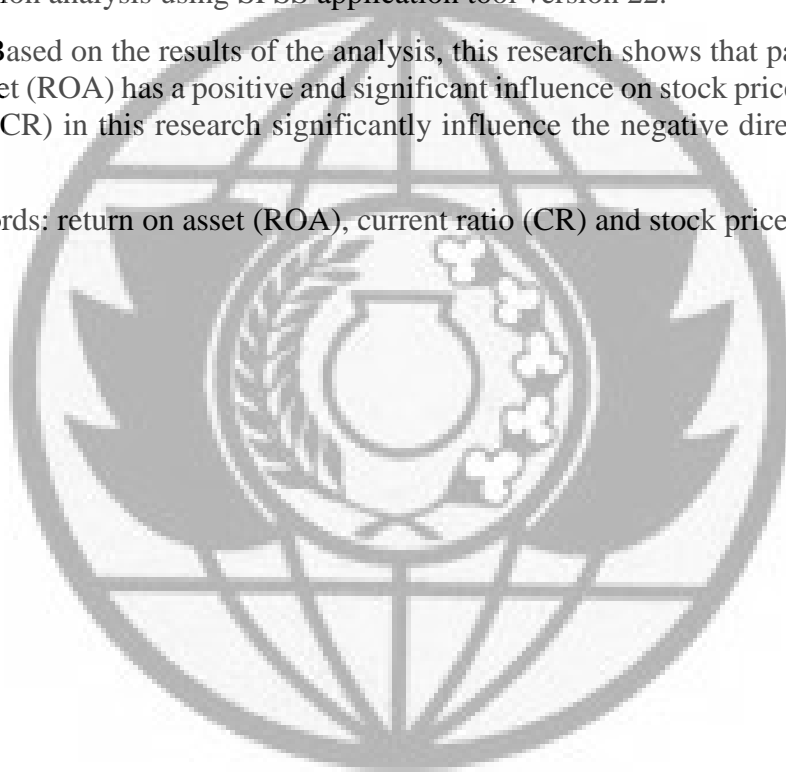 ion analysis using SPSS application tool version 22.
Based on the results of the analysis, this research shows that pa
et (ROA) has a positive and significant influence on stock price
CR) in this research significantly influence the negative dire
ords: return on asset (ROA), current ratio (CR) and stock price